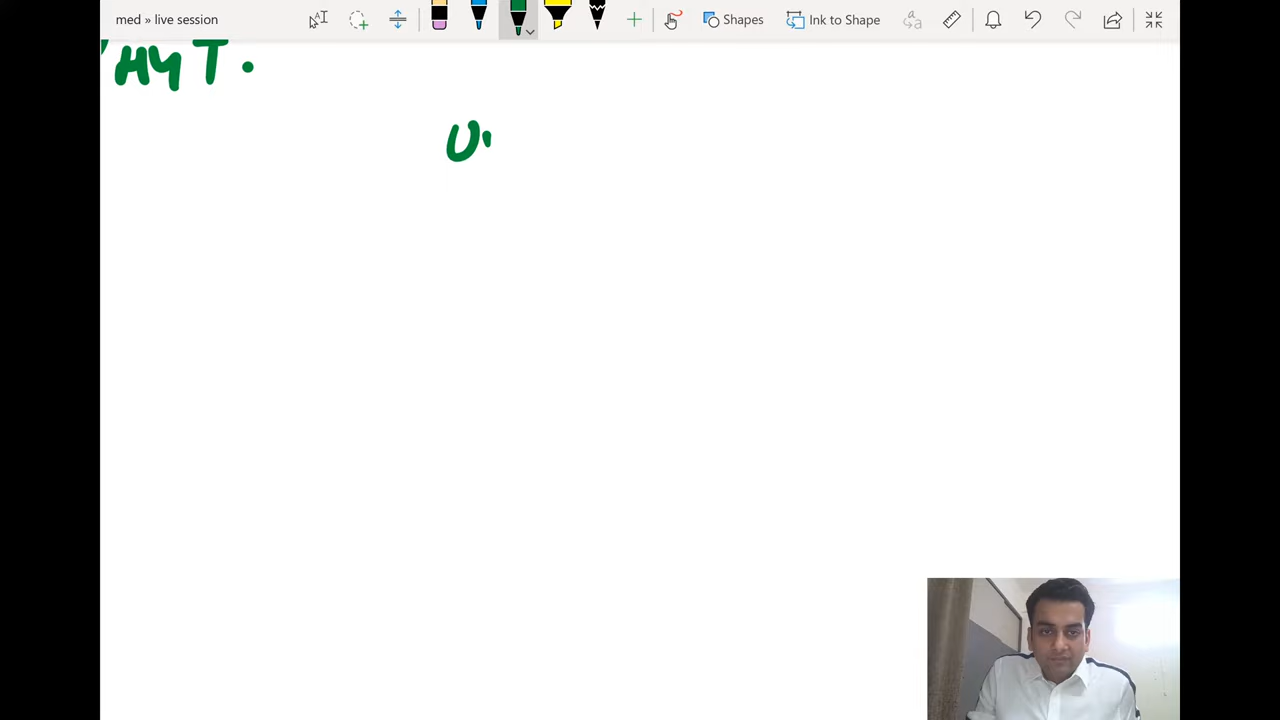 med » live session
Shapes
Ink to Shape
HyT.
U